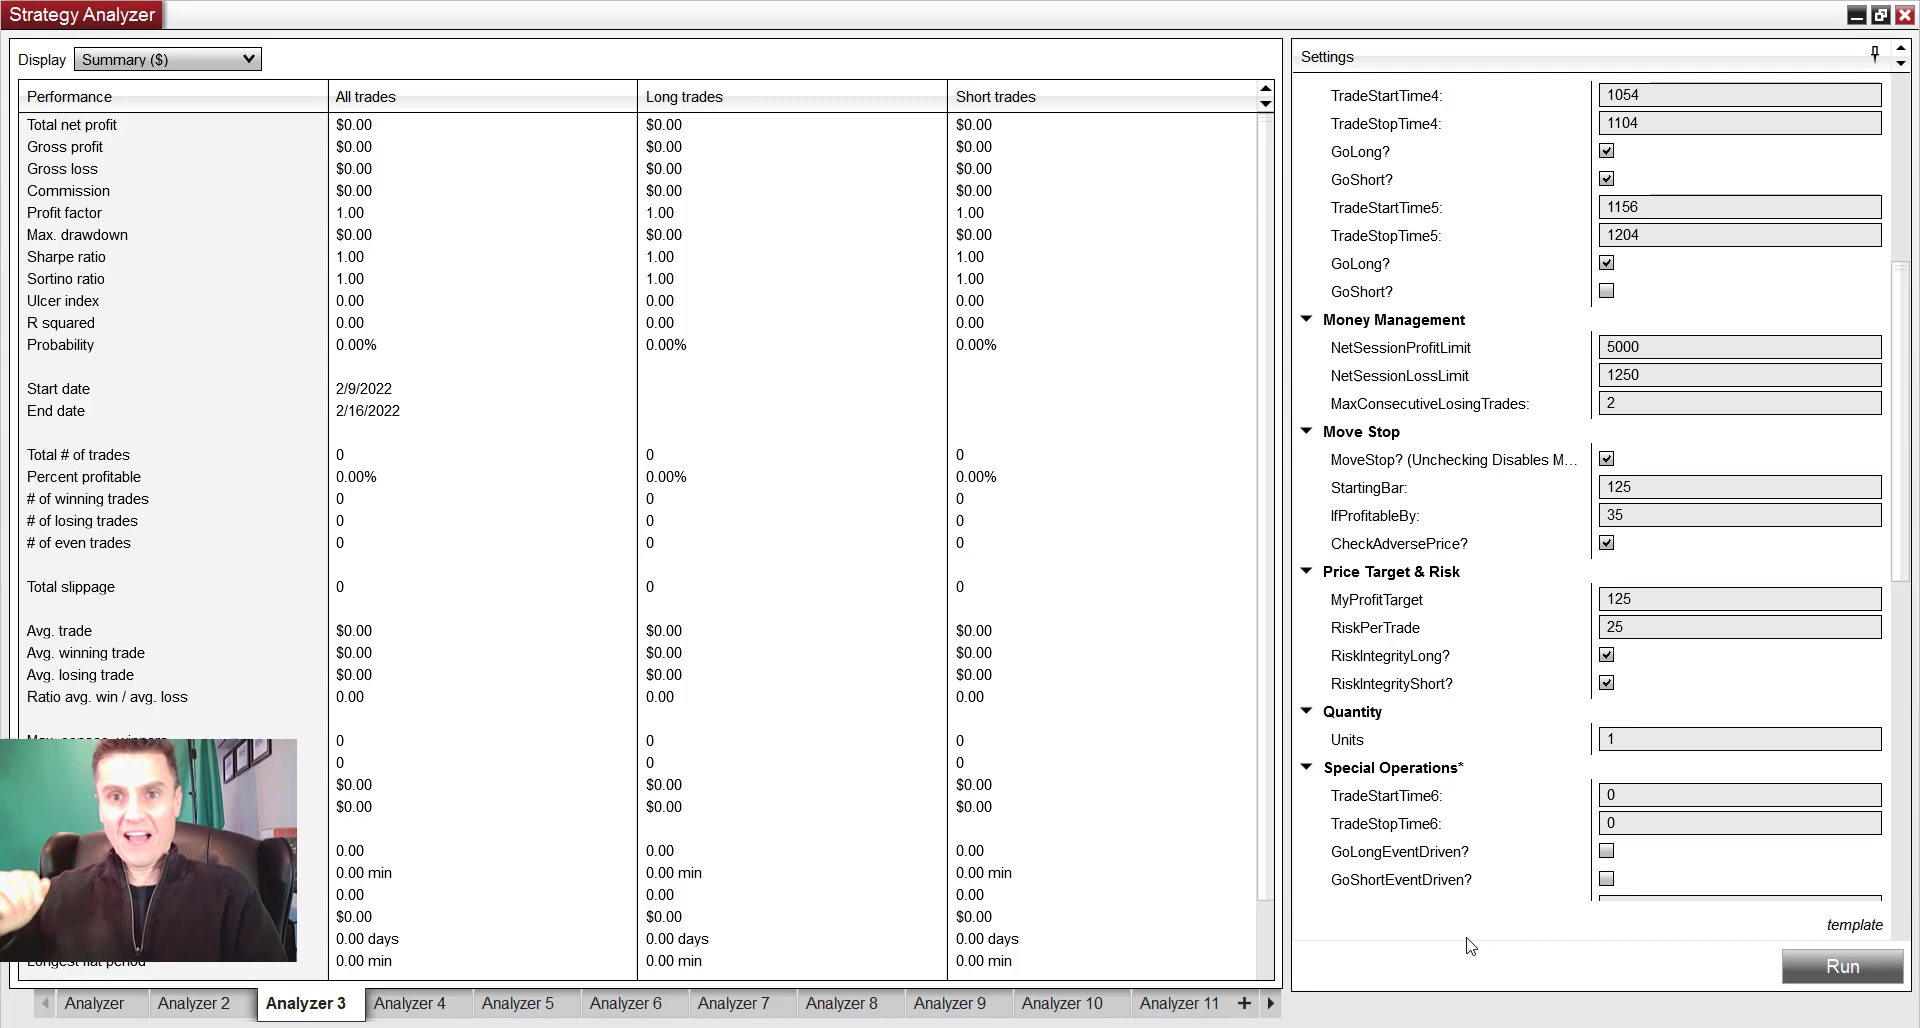 Strategy Analyzer
Display Summary ($)
Performance All trades Long trades Short trades
Total net profit $0.00 $0.00 $0.00
Gross profit $0.00 $0.00 $0.00
Gross loss $0.00 $0.00 $0.00
Commission $0.00 $0.00 $0.00
Profit factor 1.00 1.00 1.00
Max. drawdown $0.00 $0.00 $0.00
Sharpe ratio 1.00 1.00 1.00
Sortino ratio 1.00 1.00 1.00
Ulcer index 0.00 0.00 0.00
R squared 0.00 0.00 0.00
Probability 0.00% 0.00% 0.00%
Start date 2/9/2022
End date 2/16/2022
Total # of trades 0 0 0
Percent profitable 0.00% 0.00% 0.00%
# of winning trades 0 0 0
# of losing trades 0 0 0
# of even trades 0 0 0
Total slippage 0 0 0
Avg. trade $0.00 $0.00 $0.00
Avg. winning trade $0.00 $0.00 $0.00
Avg. losing trade $0.00 $0.00 $0.00
Ratio avg. win / avg. loss 0.00 0.00 0.00
0 0 0
0 0 0
$0.00 $0.00 $0.00
$0.00 $0.00 $0.00
0.00 0.00 0.00
0.00 min 0.00 min 0.00 min
0.00 0.00 0.00
$0.00 $0.00 $0.00
0.00 days 0.00 days 0.00 days
Longest flat period 0.00 min 0.00 min 0.00 min
Analyzer Analyzer 2 Analyzer 3 Analyzer 4 Analyzer 5 Analyzer 6 Analyzer 7 Analyzer 8 Analyzer 9 Analyzer 10 Analyzer 11 +
Settings
TradeStartTime4: 1054
TradeStopTime4: 1104
GoLong?
GoShort?
TradeStartTime5: 1156
TradeStopTime5: 1204
GoLong?
GoShort?
Money Management
NetSessionProfitLimit 5000
NetSessionLossLimit 1250
MaxConsecutiveLosingTrades: 2
Move Stop
MoveStop? (Unchecking Disables M...
StartingBar: 125
IfProfitableBy: 35
CheckAdversePrice?
Price Target & Risk
MyProfitTarget 125
RiskPerTrade 25
RiskIntegrityLong?
RiskIntegrityShort?
Quantity
Units 1
Special Operations*
TradeStartTime6: 0
TradeStopTime6: 0
GoLongEventDriven?
GoShortEventDriven?
template
Run